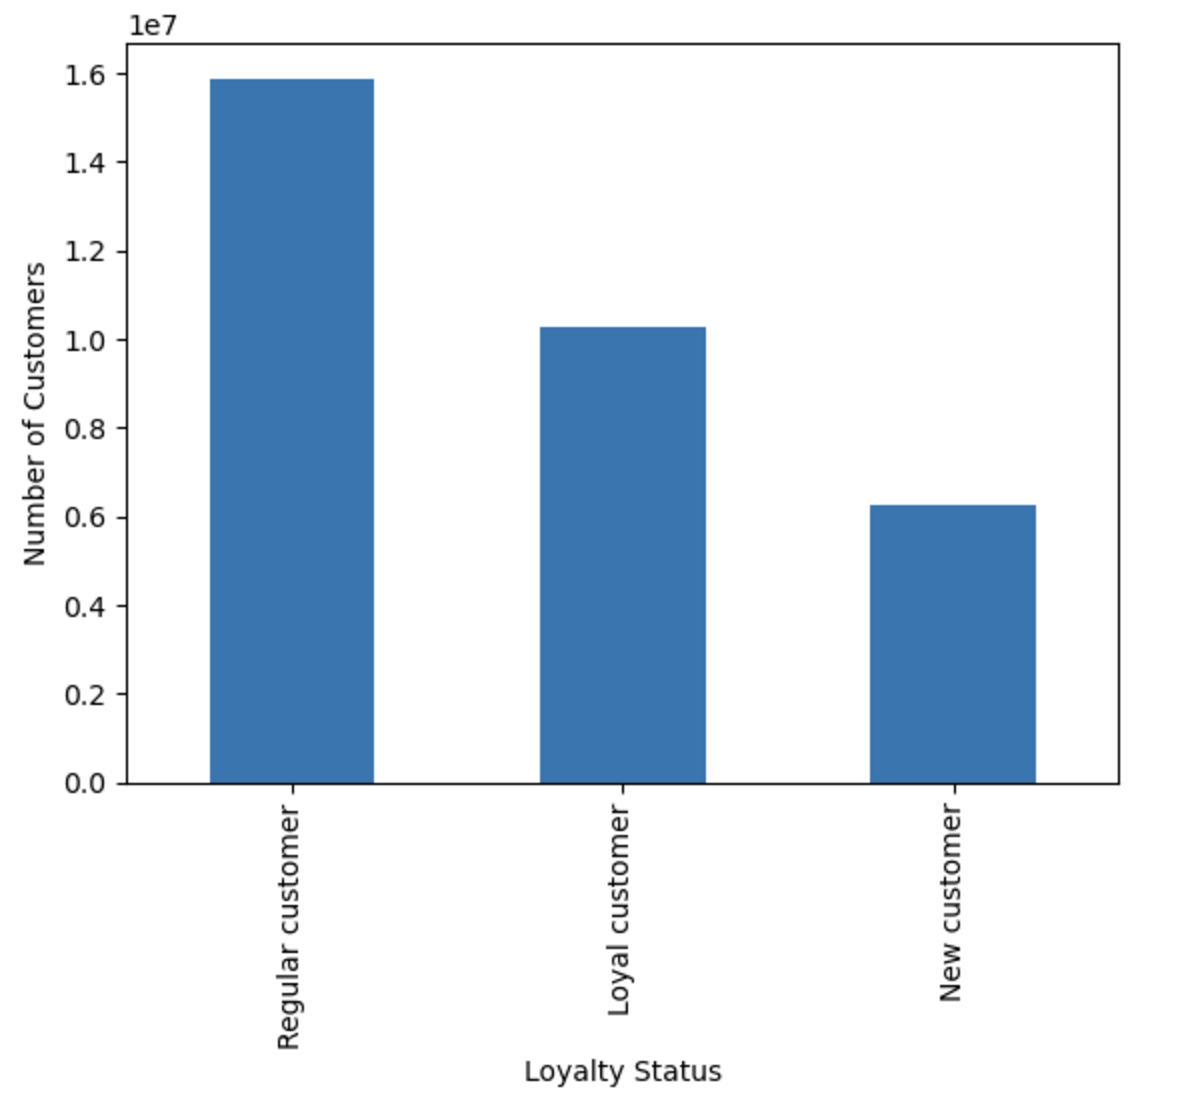 1e7
1.6
1.4
1.2
1.0
0.8
0.6
0.4
0.2
0.0
Number of Customers
Regular customer
Loyal customer
New customer
Loyalty Status